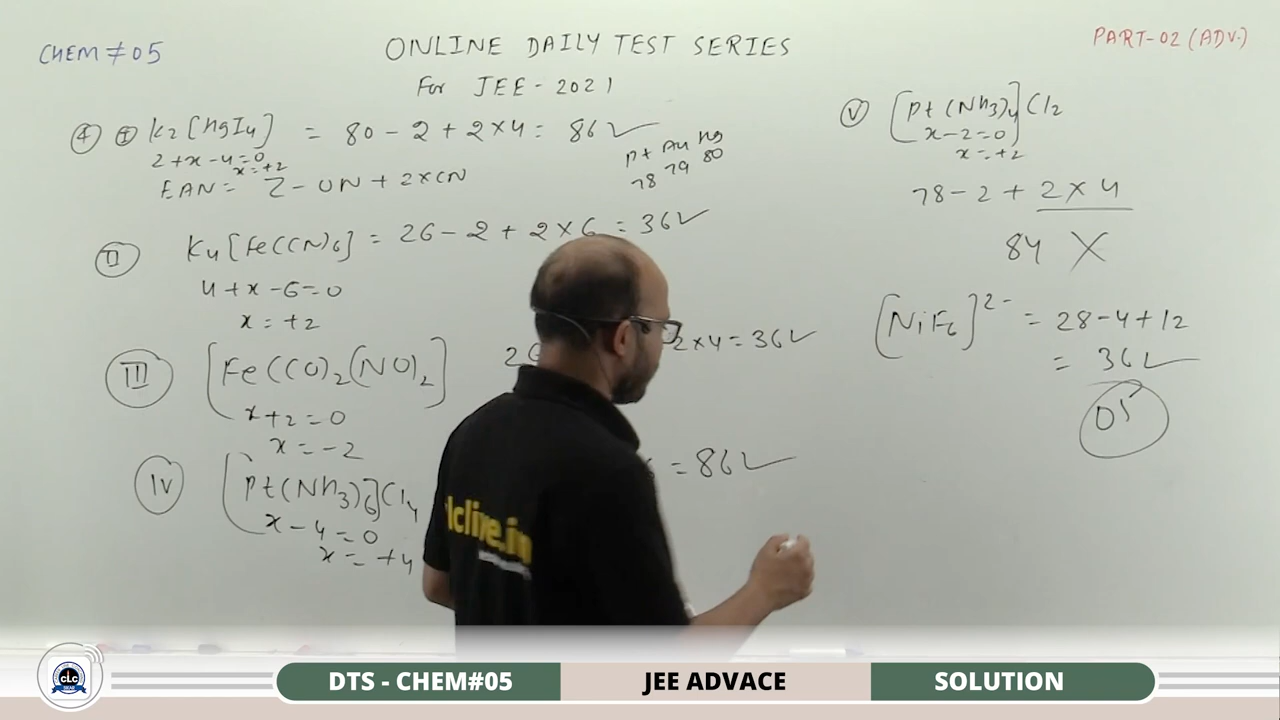 CHEM # 05
ONLINE DAILY TEST SERIES
For JEE - 2021
PART-02 (ADV.)
④ Ⓘ K2[HgI4] = 80 - 2 + 2×4 = 86 ✓
2+x-4=0
x=+2
Pt Au Hg
78 79 80
EAN = Z - ON + 2×CN
II K4[Fe(CN)6] = 26 - 2 + 2×6 = 36 ✓
4+x-6=0
x=+2
III [Fe(CO)2(NO)2]
2×4=36 ✓
x+2=0
x=-2
IV [Pt(NH3)6]Cl4
=86 ✓
x-4=0
x=+4
V [Pt(NH3)4]Cl2
x-2=0
x=+2
78-2+2×4
84 X
[NiF6]2- = 28-4+12
= 36 ✓
05
lcline.in
CLC
DTS - CHEM#05
JEE ADVACE
SOLUTION